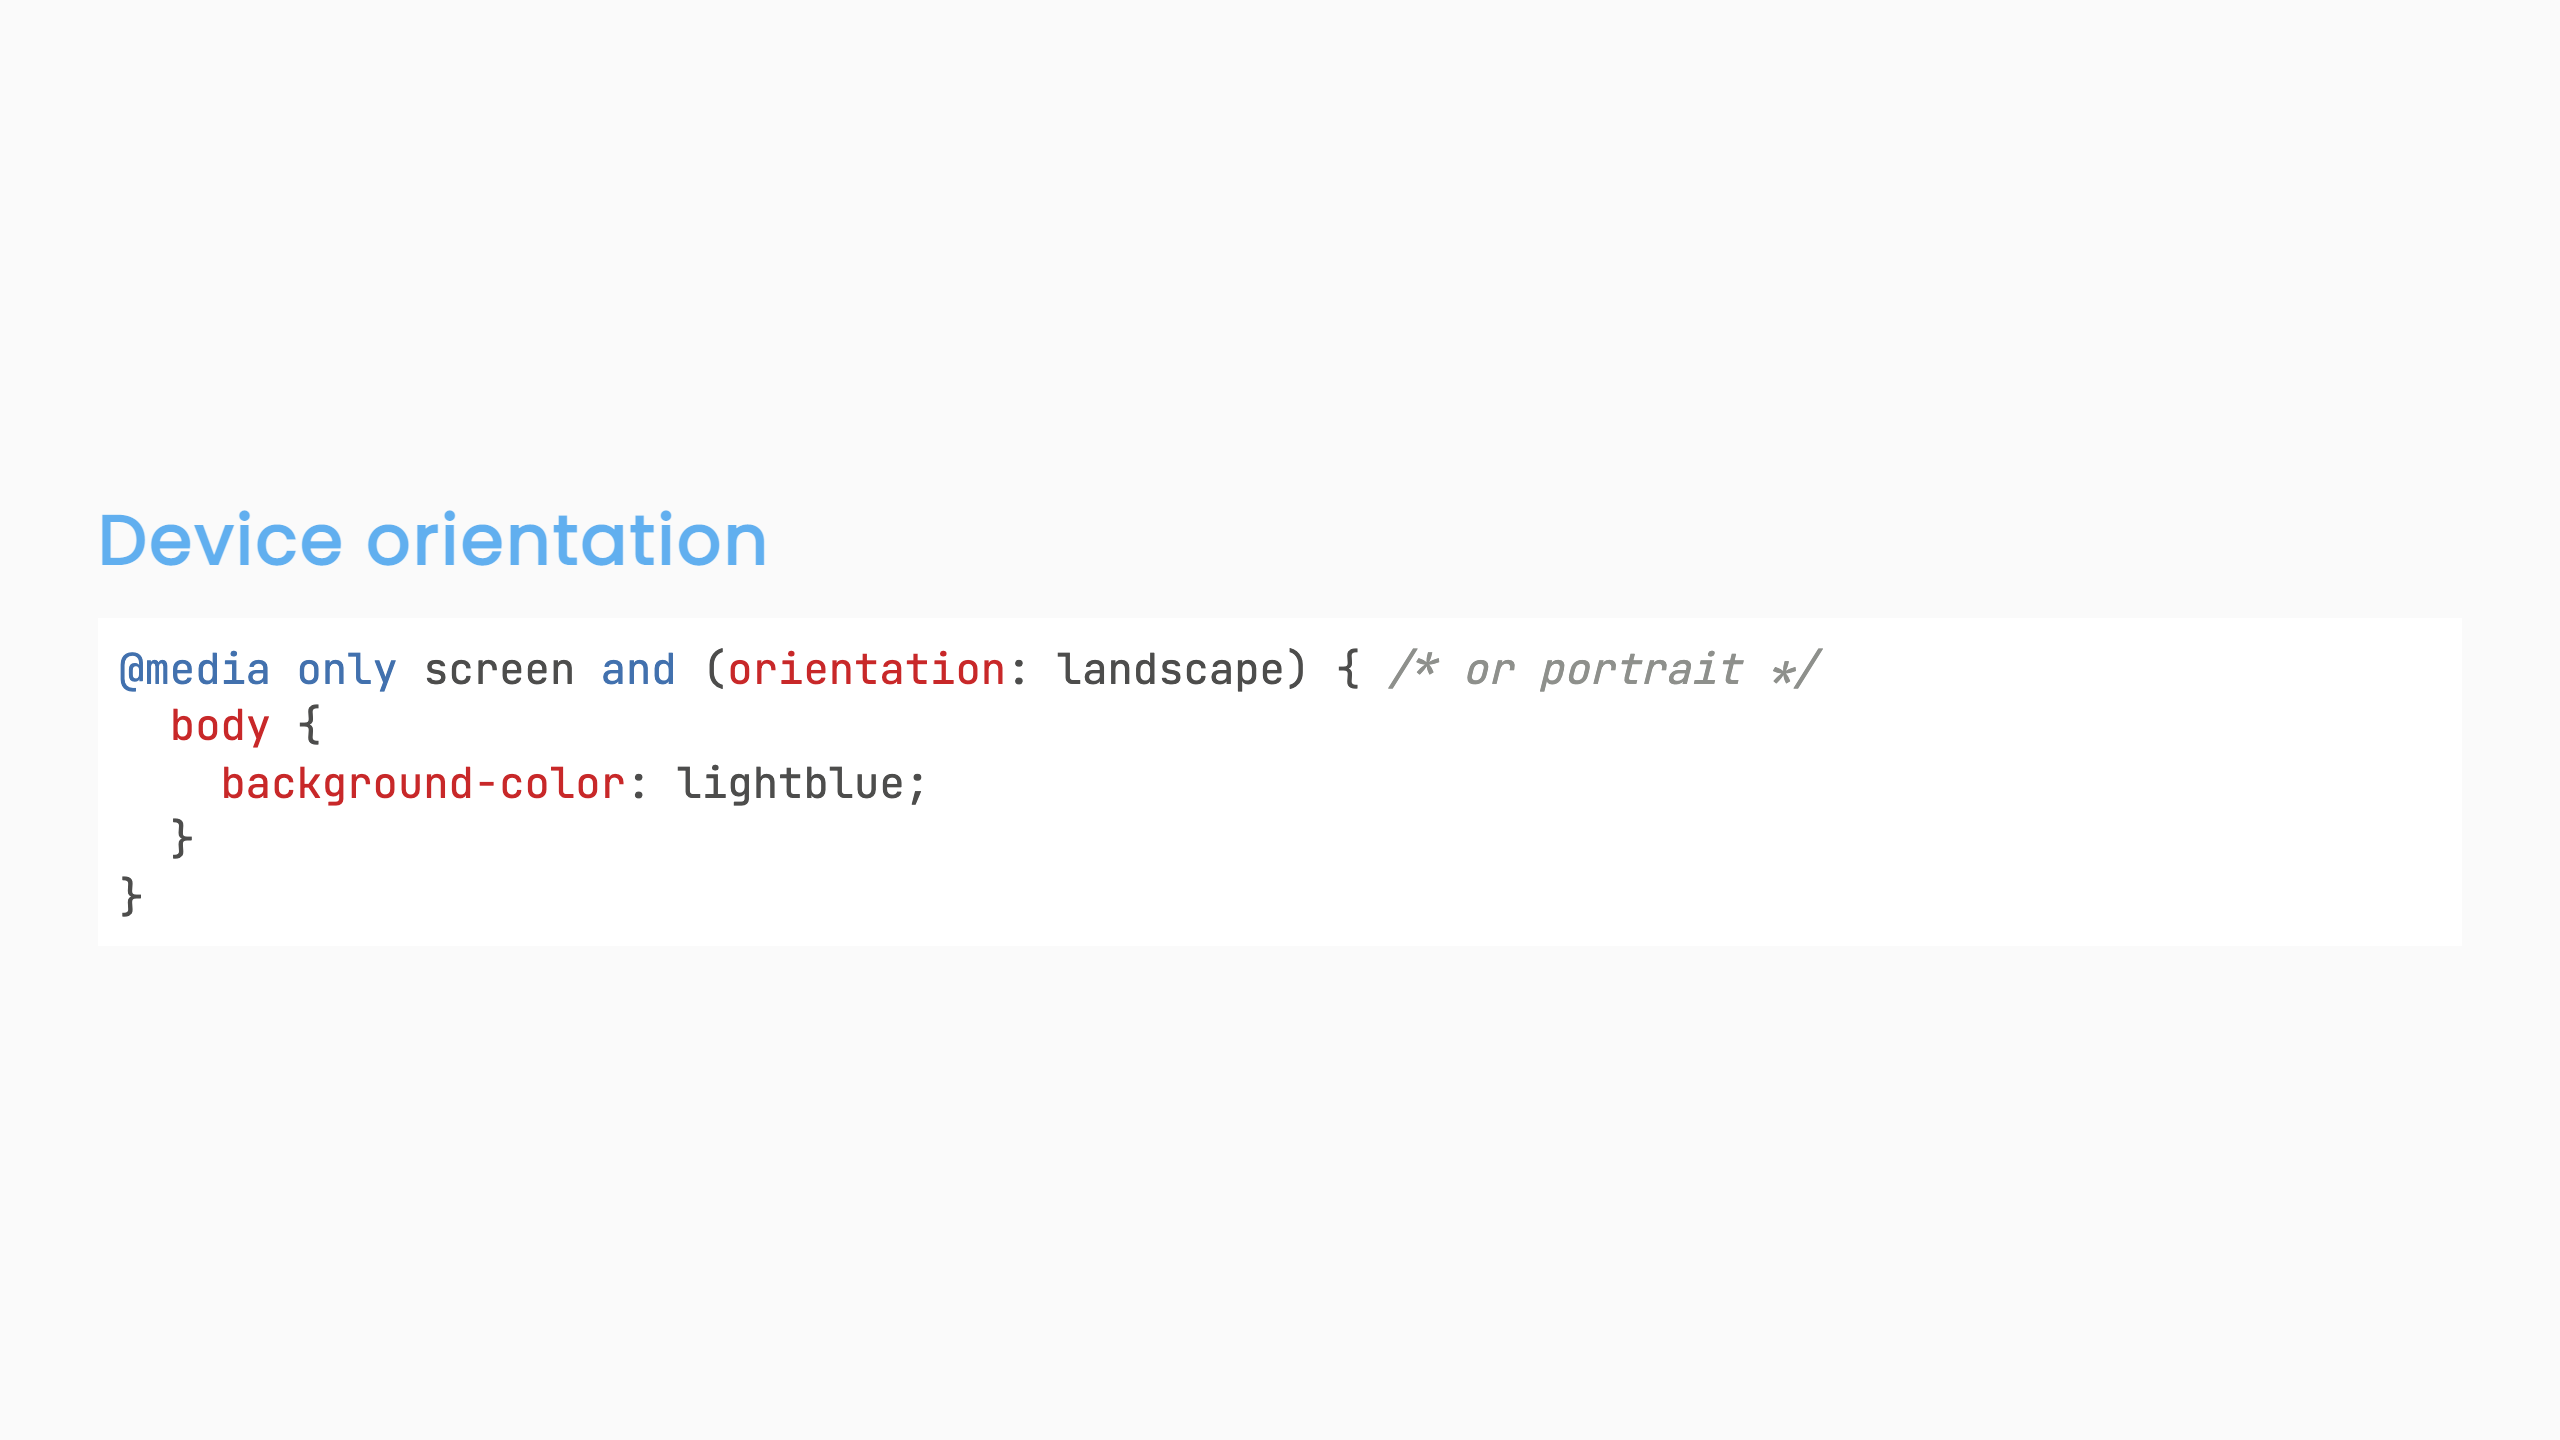 Device orientation
@media only screen and (orientation: landscape) { /* or portrait */
  body {
    background-color: lightblue;
  }
}